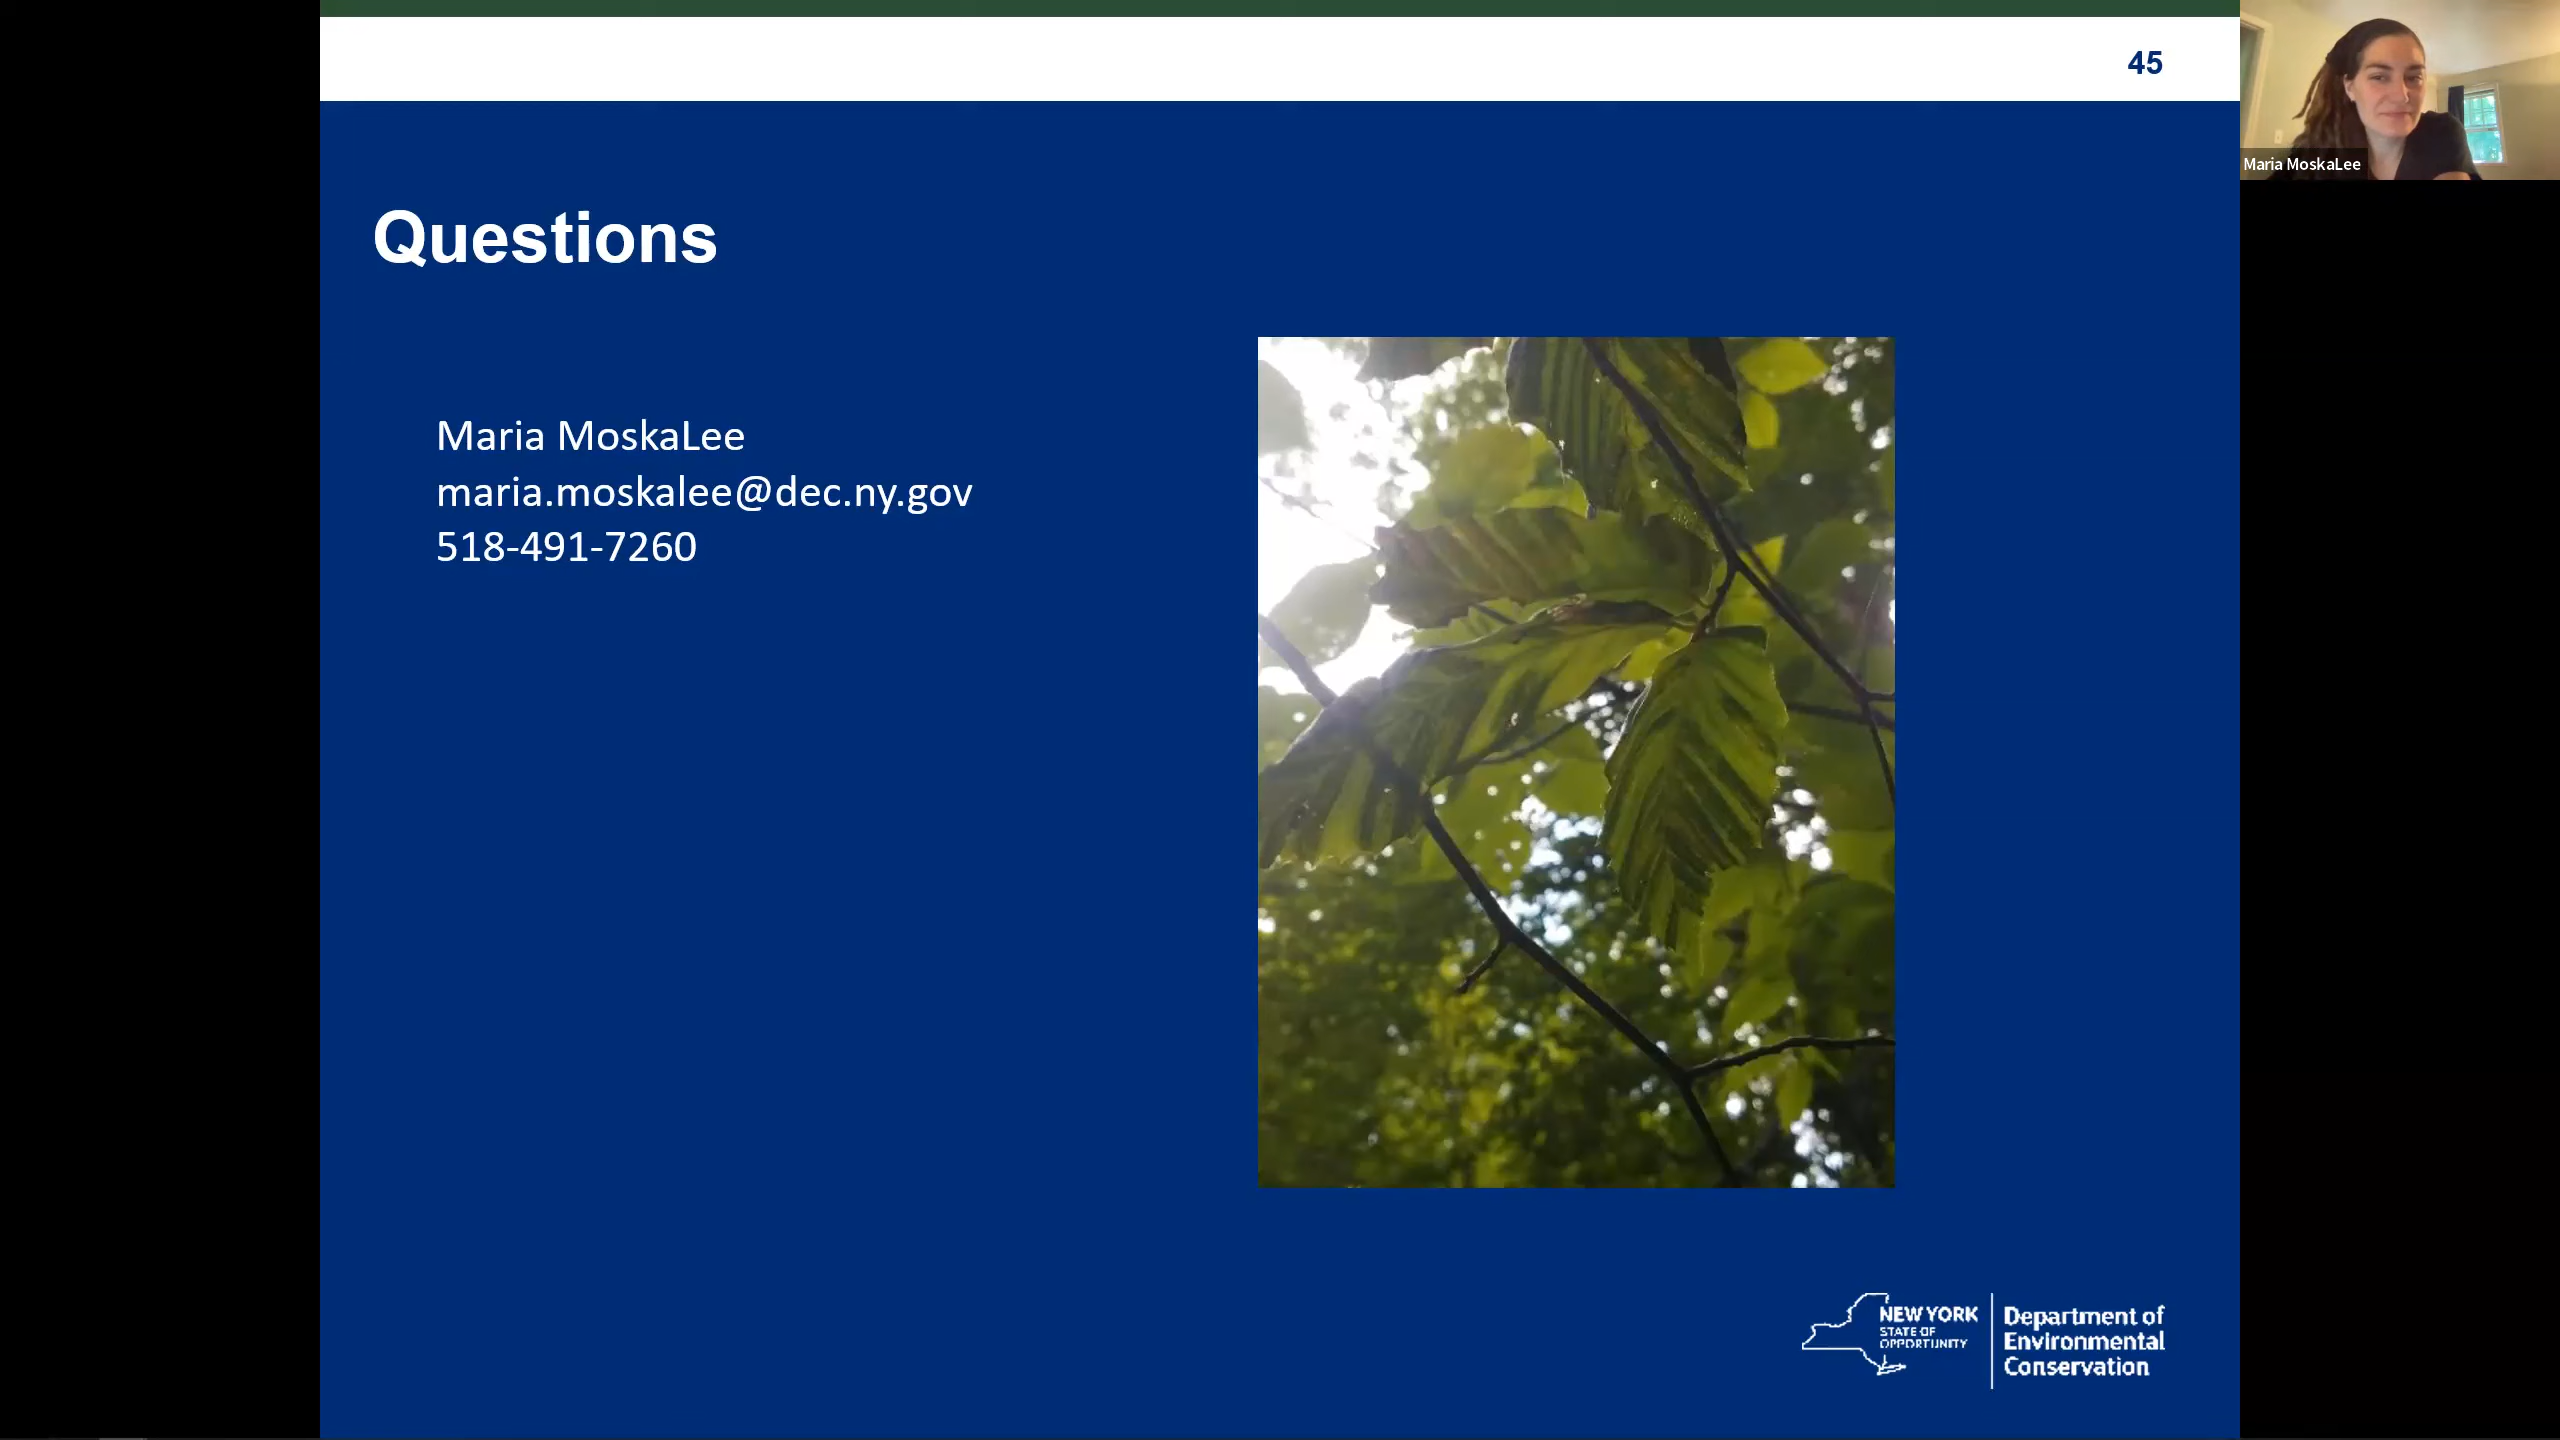 45
Maria MoskaLee
Questions
Maria MoskaLee
maria.moskalee@dec.ny.gov
518-491-7260
NEW YORK
STATE OF
OPPORTUNITY
Department of
Environmental
Conservation